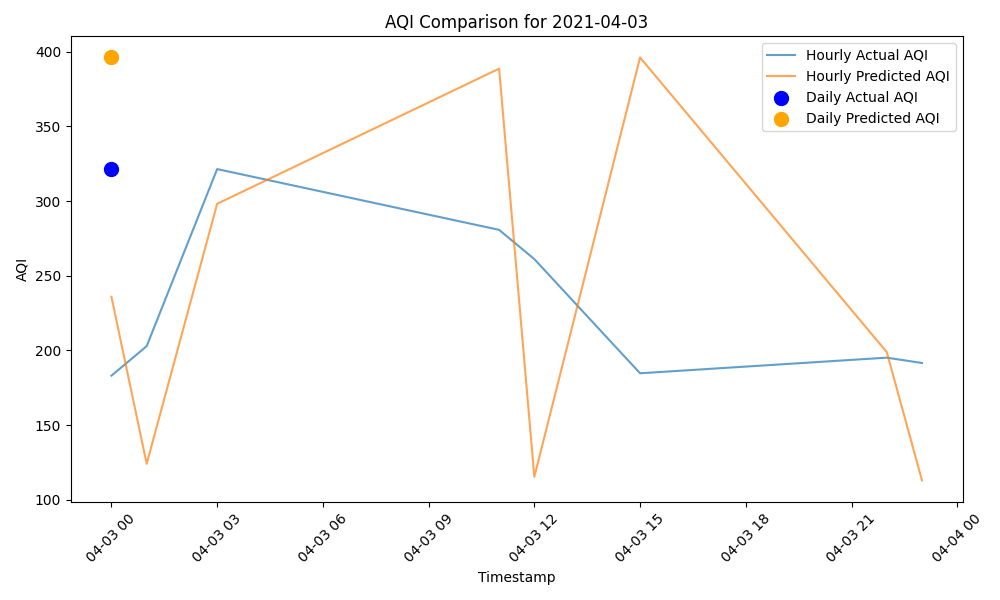 AQI Comparison for 2021-04-03
Hourly Actual AQI
Hourly Predicted AQI
Daily Actual AQI
Daily Predicted AQI
AQI
400
350
300
250
200
150
100
04-03 00
04-03 03
04-03 06
04-03 09
04-03 12
04-03 15
04-03 18
04-03 21
04-04 00
Timestamp